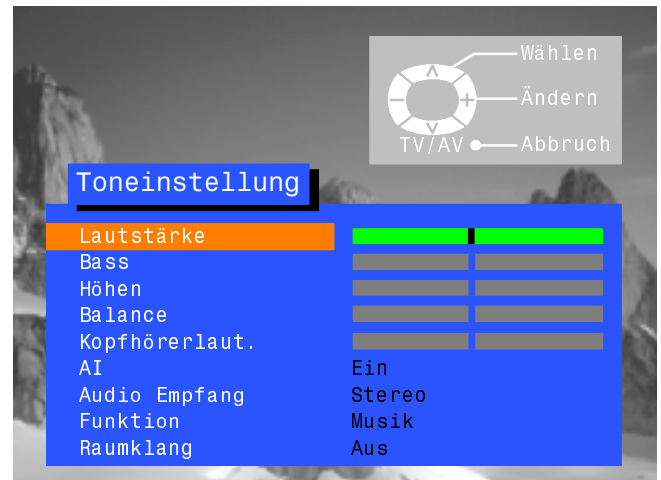 Wählen
Ändern
TV/AV Abbruch
Toneinstellung
Lautstärke
Bass
Höhen
Balance
Kopfhörerlaut.
AI Ein
Audio Empfang Stereo
Funktion Musik
Raumklang Aus